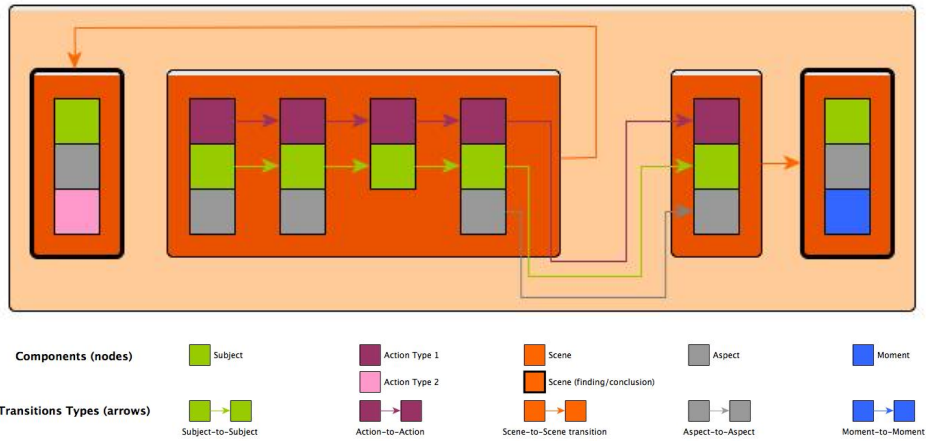 Components (nodes)
Subject
Action Type 1
Scene
Aspect
Moment
Action Type 2
Scene (finding/conclusion)
Transitions Types (arrows)
Subject-to-Subject
Action-to-Action
Scene-to-Scene transition
Aspect-to-Aspect
Moment-to-Moment